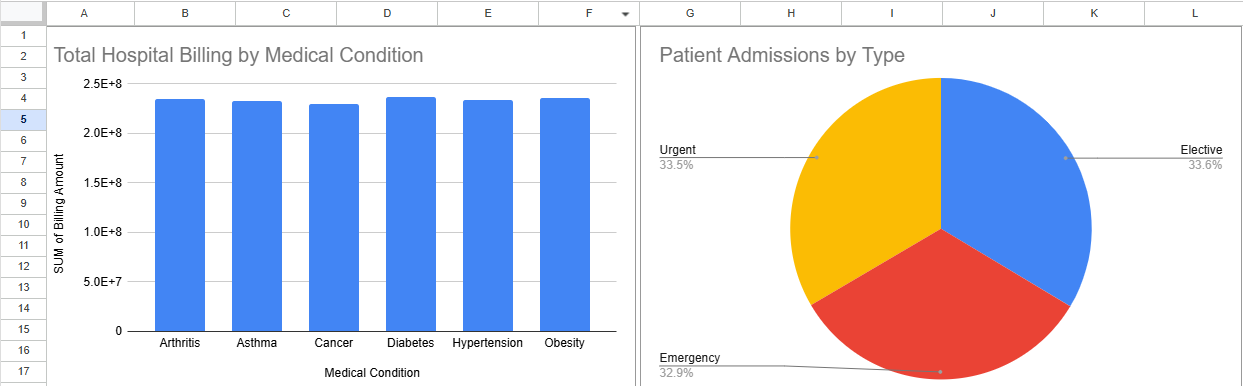 A B C D E F G H I J K L
1
2
3
4
5
6
7
8
9
10
11
12
13
14
15
16
17
Total Hospital Billing by Medical Condition
SUM of Billing Amount
2.5E+8
2.0E+8
1.5E+8
1.0E+8
5.0E+7
0
Arthritis Asthma Cancer Diabetes Hypertension Obesity
Medical Condition
Patient Admissions by Type
Urgent
33.5%
Elective
33.6%
Emergency
32.9%